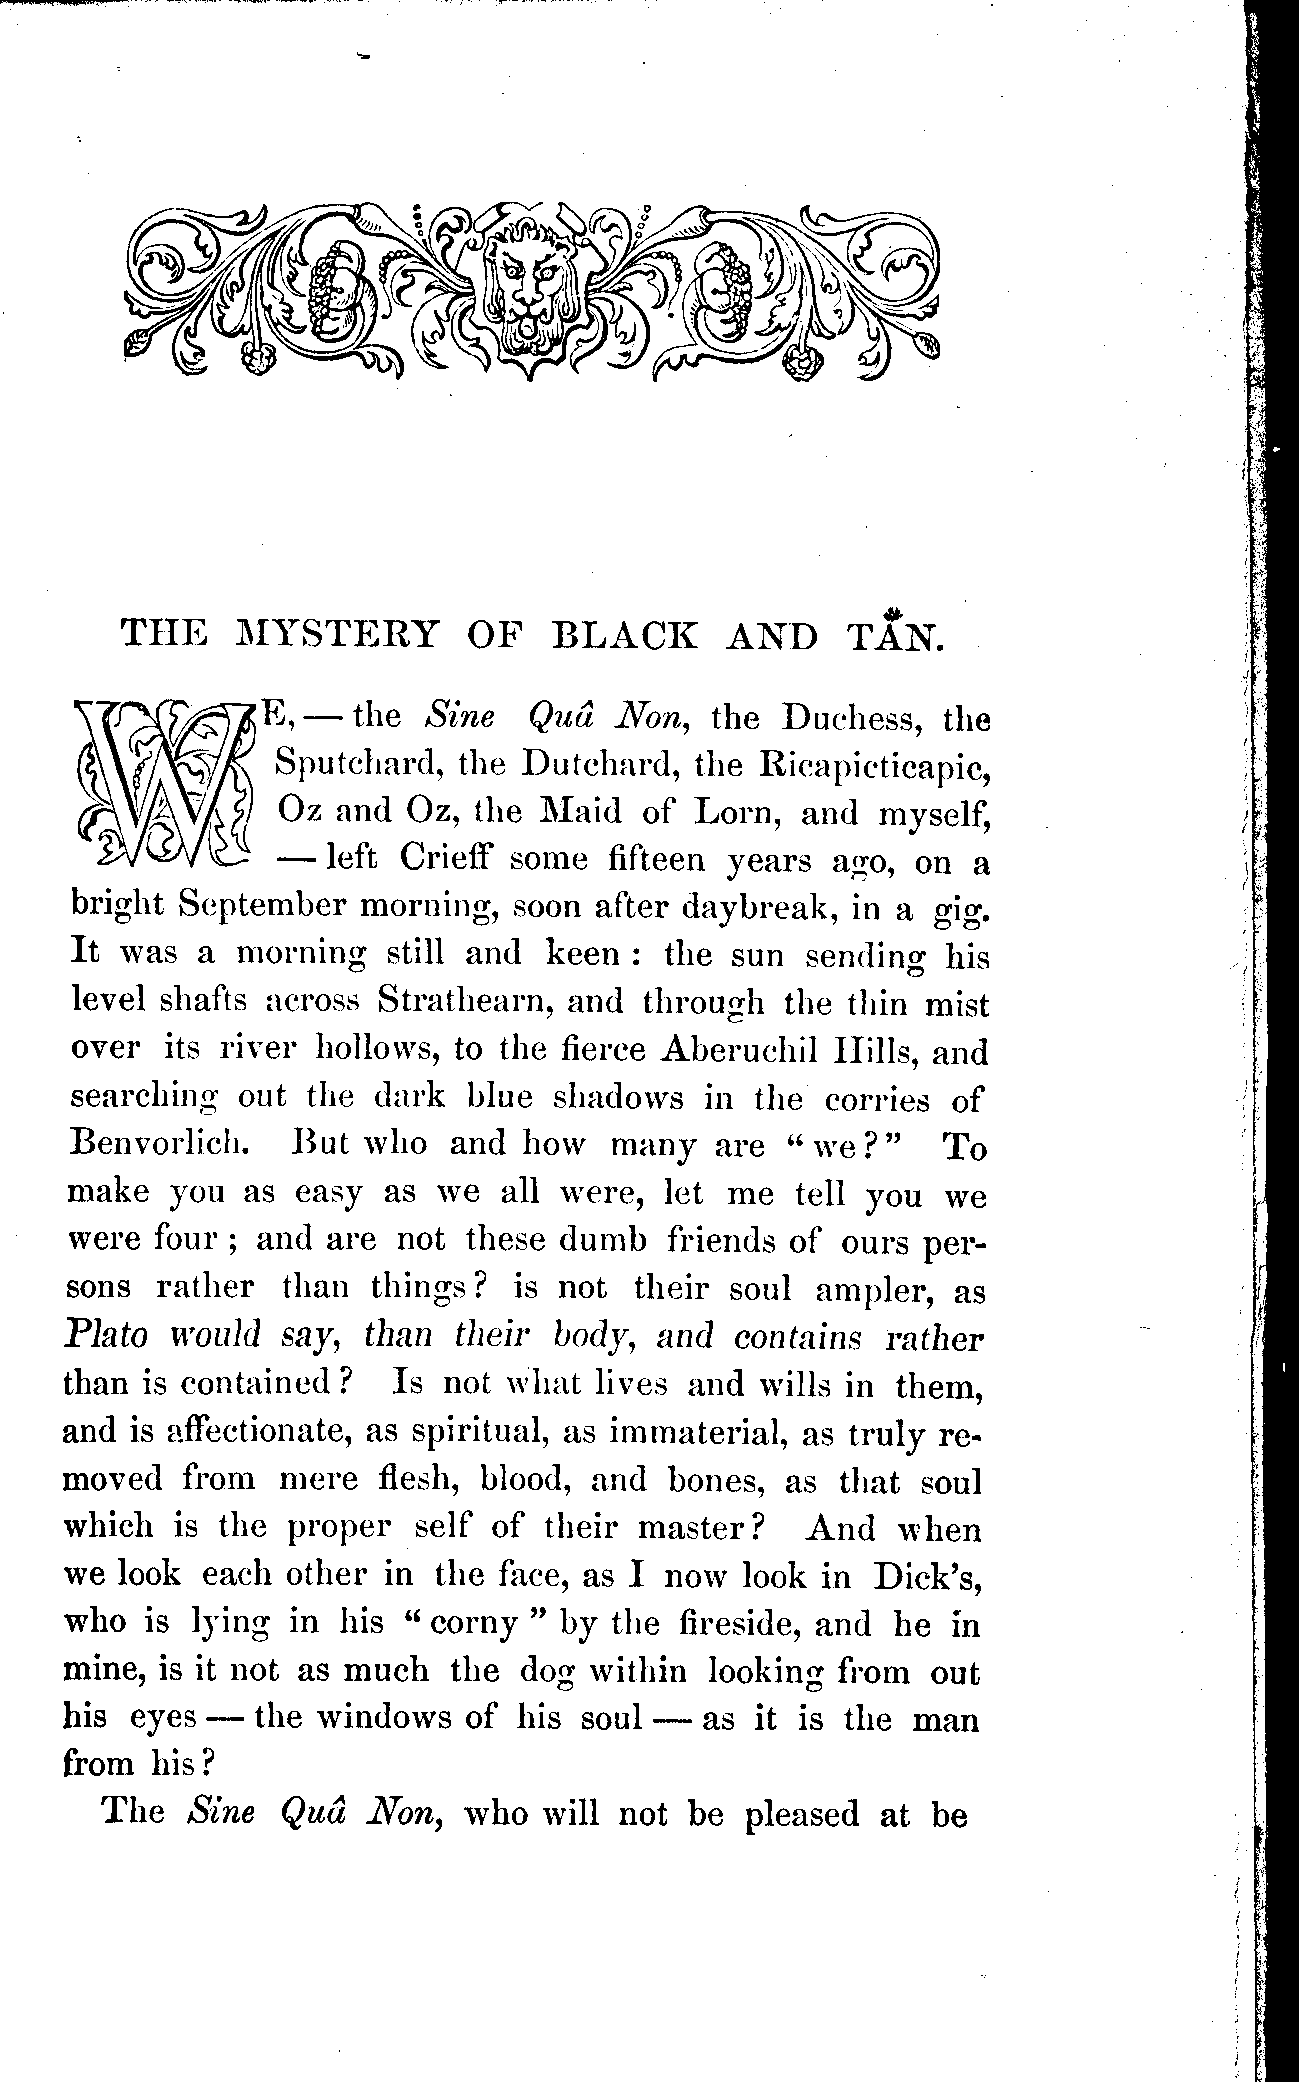 THE MYSTERY OF BLACK AND TAN.
WE, — the Sine Quâ Non, the Duchess, the
Sputchard, the Dutchard, the Ricapicticapic,
Oz and Oz, the Maid of Lorn, and myself,
— left Crieff some fifteen years ago, on a
bright September morning, soon after daybreak, in a gig.
It was a morning still and keen : the sun sending his
level shafts across Strathearn, and through the thin mist
over its river hollows, to the fierce Aberuchil Hills, and
searching out the dark blue shadows in the corries of
Benvorlich. But who and how many are “ we ? ” To
make you as easy as we all were, let me tell you we
were four ; and are not these dumb friends of ours per-
sons rather than things ? is not their soul ampler, as
Plato would say, than their body, and contains rather
than is contained ? Is not what lives and wills in them,
and is affectionate, as spiritual, as immaterial, as truly re-
moved from mere flesh, blood, and bones, as that soul
which is the proper self of their master ? And when
we look each other in the face, as I now look in Dick’s,
who is lying in his “ corny ” by the fireside, and he in
mine, is it not as much the dog within looking from out
his eyes — the windows of his soul — as it is the man
from his ?
The Sine Quâ Non, who will not be pleased at be